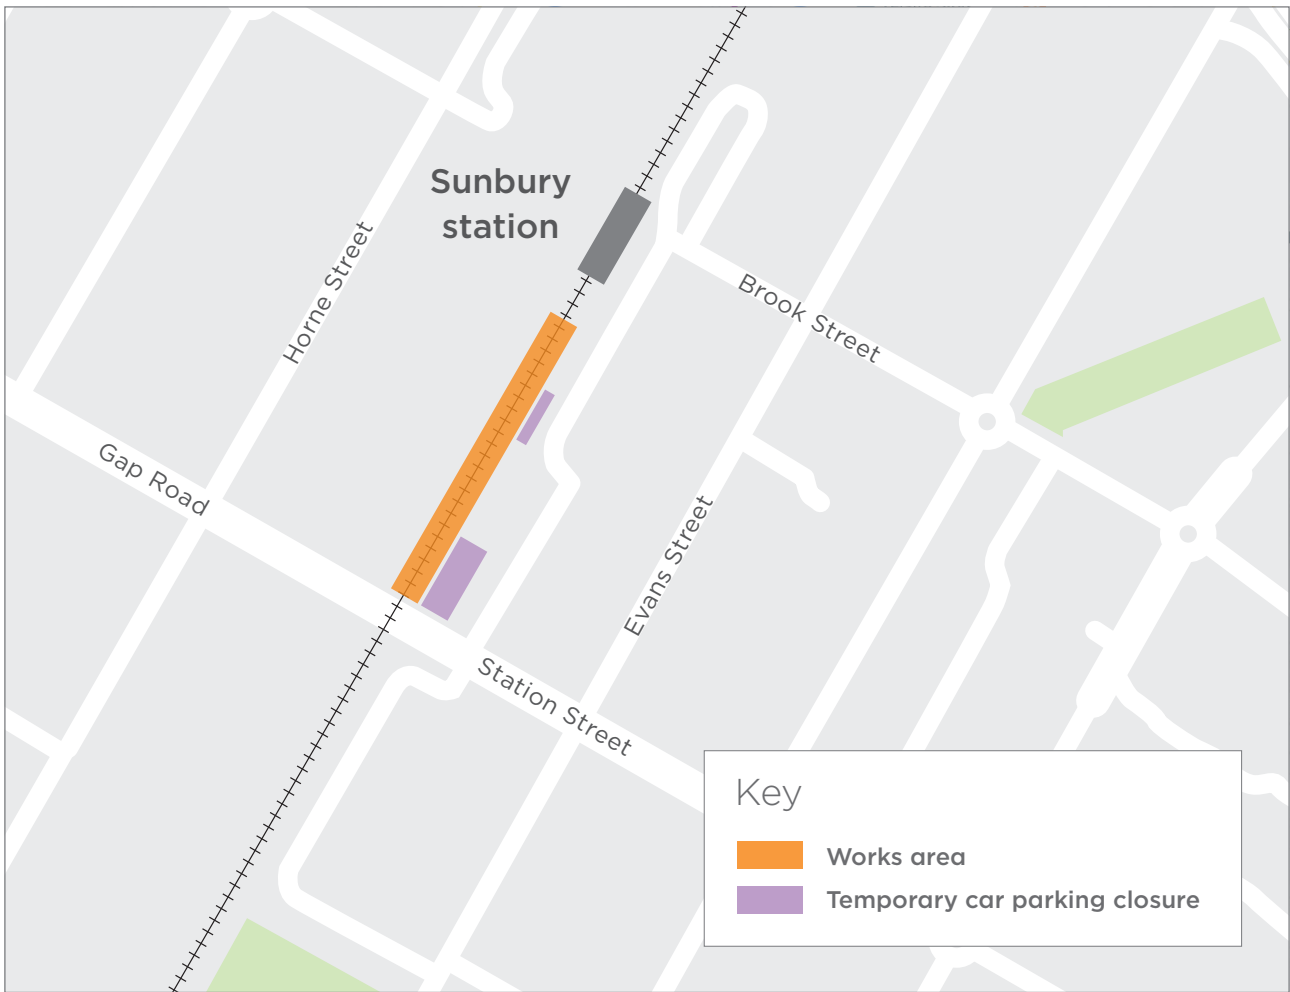 Sunbury
station
Horne Street
Brook Street
Gap Road
Evans Street
Station Street
Key
Works area
Temporary car parking closure